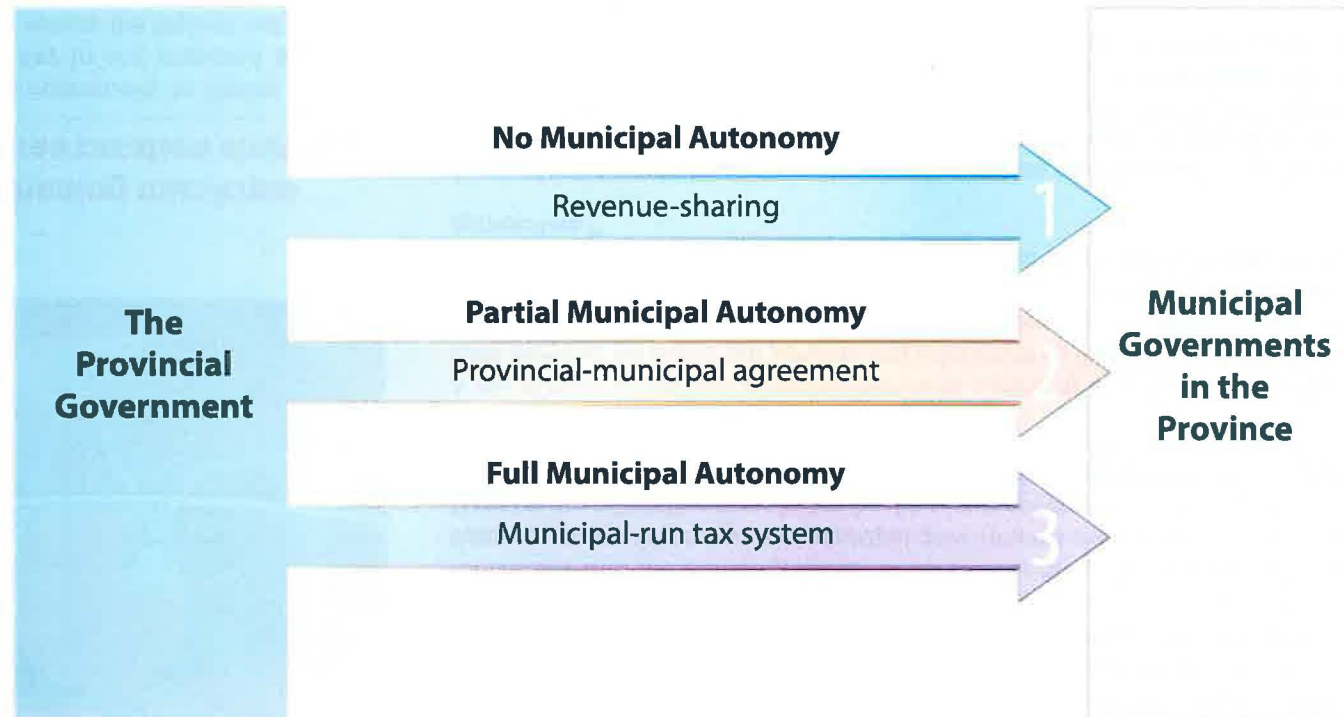 The
Provincial
Government
No Municipal Autonomy
Revenue-sharing
1
Partial Municipal Autonomy
Provincial-municipal agreement
2
Full Municipal Autonomy
Municipal-run tax system
3
Municipal
Governments
in the
Province